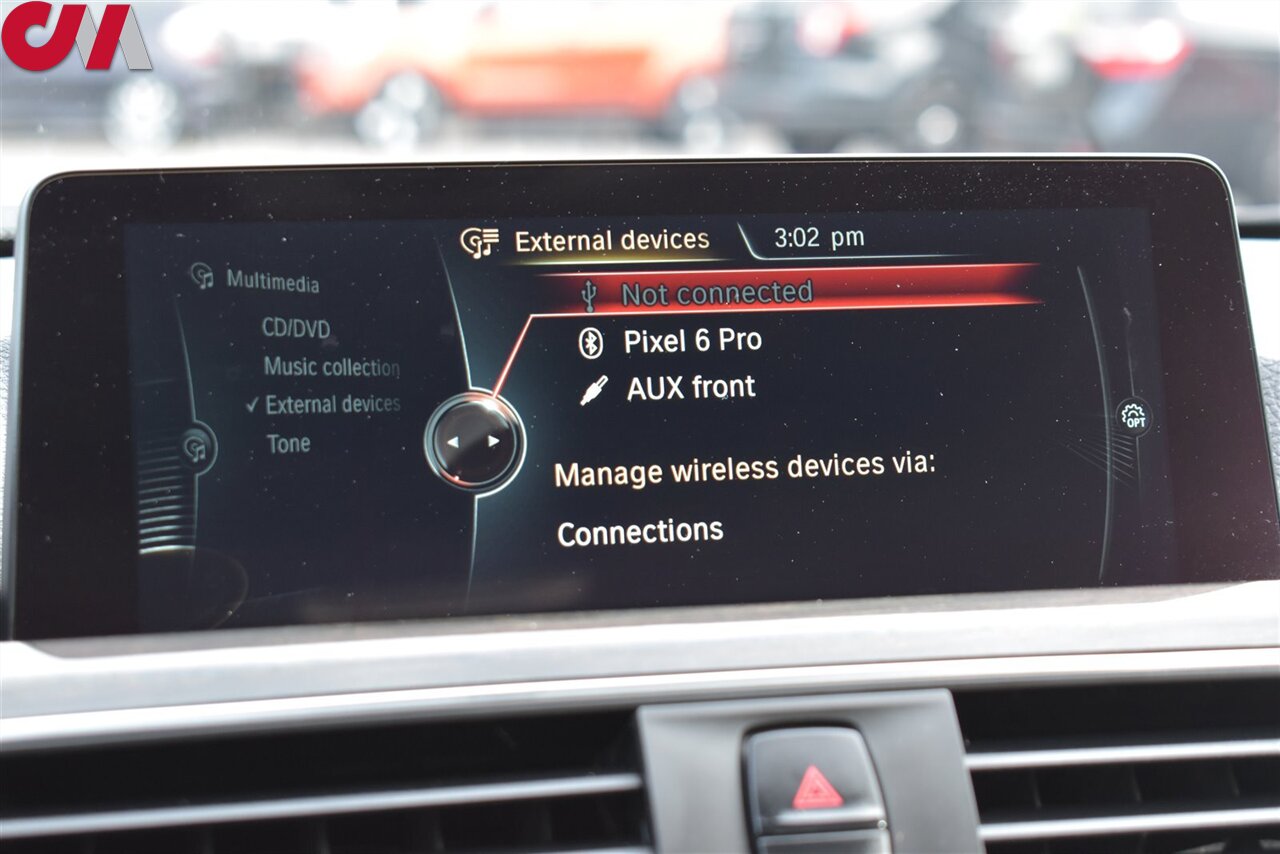 CM
External devices
3:02 pm
Multimedia
CD/DVD
Music collection
✓ External devices
Tone
Not connected
Pixel 6 Pro
AUX front
Manage wireless devices via:
Connections
OPT